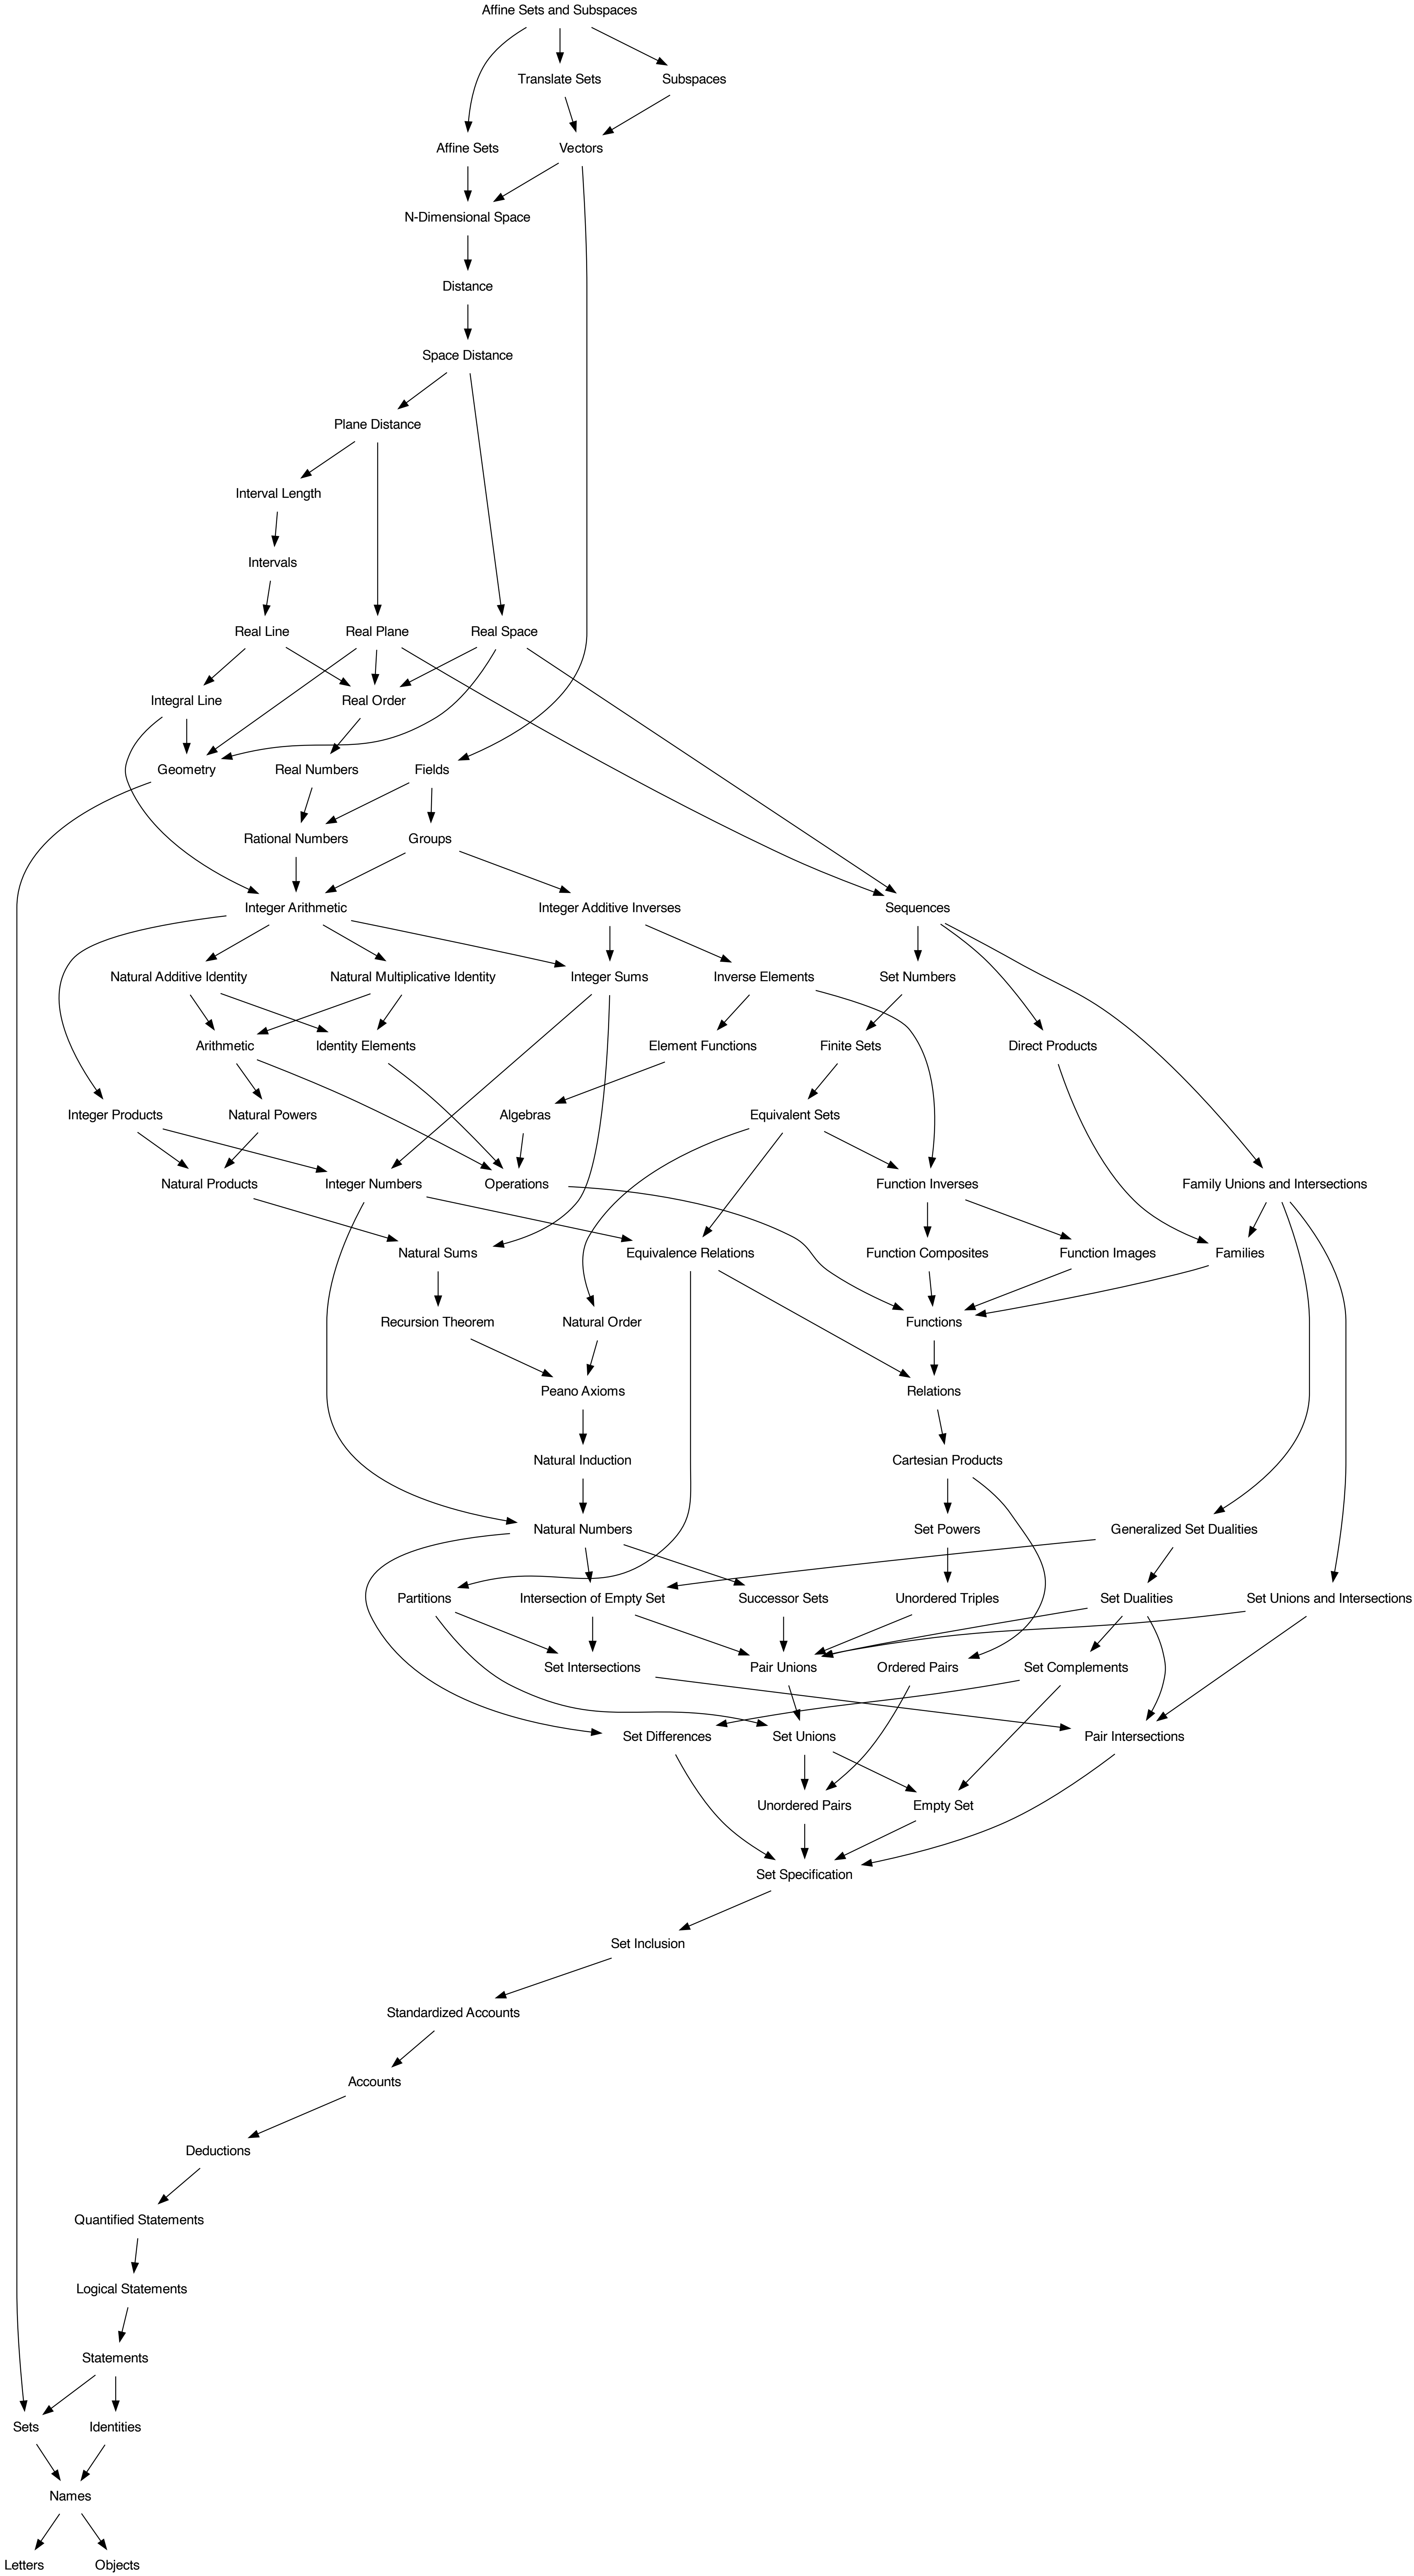 Affine Sets and Subspaces
Translate Sets
Subspaces
Affine Sets
Vectors
N-Dimensional Space
Distance
Space Distance
Plane Distance
Interval Length
Intervals
Real Line
Real Plane
Real Space
Integral Line
Real Order
Geometry
Real Numbers
Fields
Rational Numbers
Groups
Integer Arithmetic
Integer Additive Inverses
Sequences
Natural Additive Identity
Natural Multiplicative Identity
Integer Sums
Inverse Elements
Set Numbers
Arithmetic
Identity Elements
Element Functions
Finite Sets
Direct Products
Integer Products
Natural Powers
Algebras
Equivalent Sets
Natural Products
Integer Numbers
Operations
Function Inverses
Family Unions and Intersections
Natural Sums
Equivalence Relations
Function Composites
Function Images
Families
Recursion Theorem
Natural Order
Functions
Peano Axioms
Relations
Natural Induction
Cartesian Products
Natural Numbers
Set Powers
Generalized Set Dualities
Partitions
Intersection of Empty Set
Successor Sets
Unordered Triples
Set Dualities
Set Unions and Intersections
Set Intersections
Pair Unions
Ordered Pairs
Set Complements
Set Differences
Set Unions
Pair Intersections
Unordered Pairs
Empty Set
Set Specification
Set Inclusion
Standardized Accounts
Accounts
Deductions
Quantified Statements
Logical Statements
Statements
Sets
Identities
Names
Letters
Objects